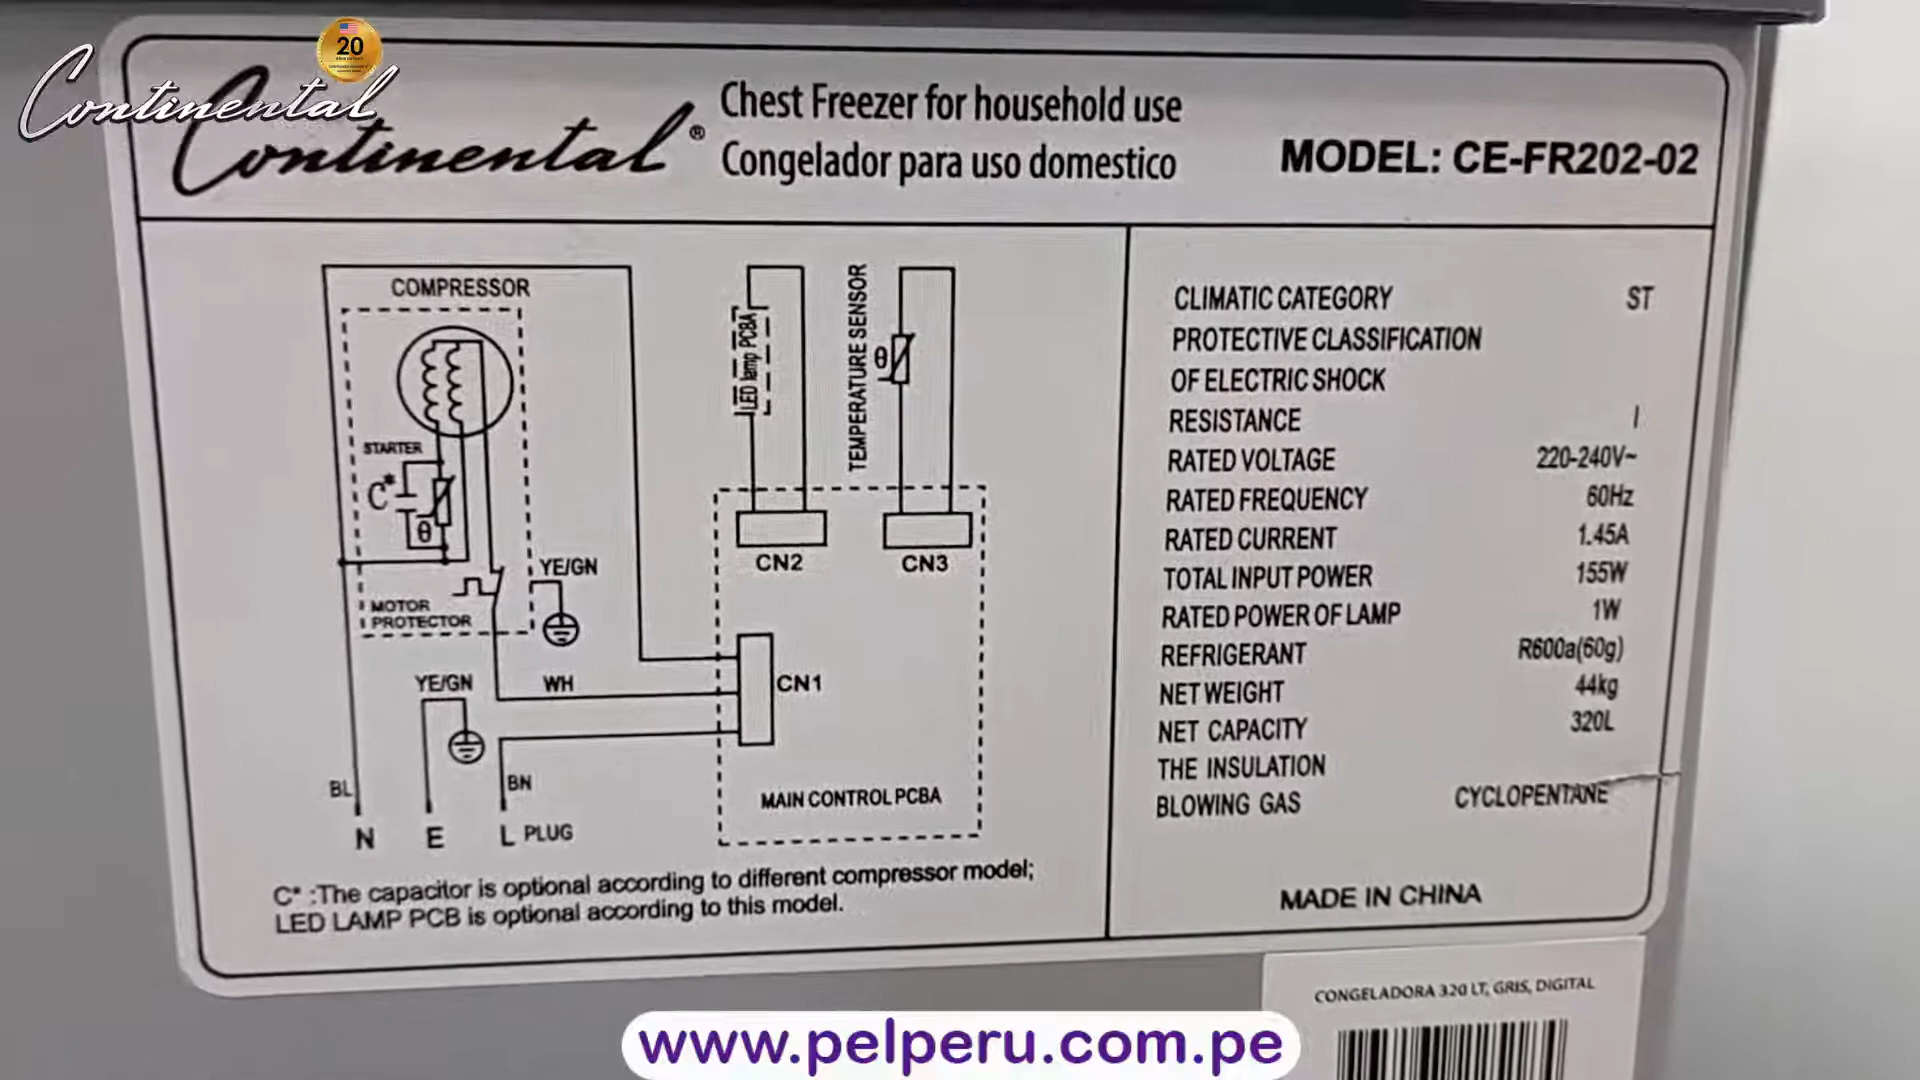 Continental
20
Continental®
Chest Freezer for household use
Congelador para uso domestico
MODEL: CE-FR202-02
COMPRESSOR
STARTER
C*
θ
MOTOR
PROTECTOR
YE/GN
YE/GN
WH
BL
BN
N
E
L PLUG
LED lamp PCBA
TEMPERATURE SENSOR
θ
CN2
CN3
CN1
MAIN CONTROL PCBA
C* :The capacitor is optional according to different compressor model;
LED LAMP PCB is optional according to this model.
CLIMATIC CATEGORY ST
PROTECTIVE CLASSIFICATION
OF ELECTRIC SHOCK
RESISTANCE I
RATED VOLTAGE 220-240V~
RATED FREQUENCY 60Hz
RATED CURRENT 1.45A
TOTAL INPUT POWER 155W
RATED POWER OF LAMP 1W
REFRIGERANT R600a(60g)
NET WEIGHT 44kg
NET CAPACITY 320L
THE INSULATION
BLOWING GAS CYCLOPENTANE
MADE IN CHINA
CONGELADORA 320 LT, GRIS, DIGITAL
www.pelperu.com.pe